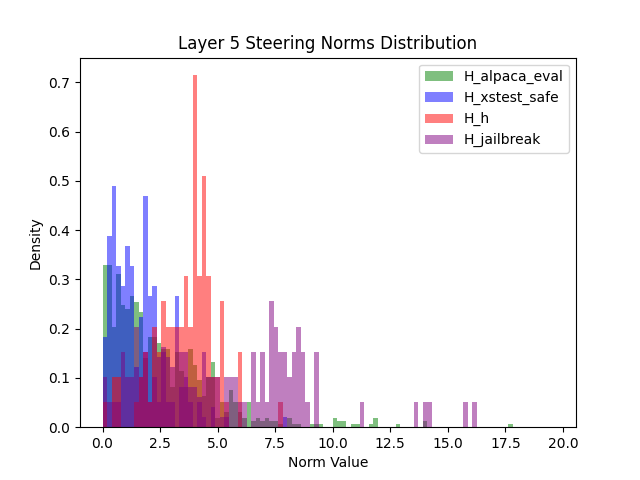 Layer 5 Steering Norms Distribution
H_alpaca_eval
H_xstest_safe
H_h
H_jailbreak
Density
0.7
0.6
0.5
0.4
0.3
0.2
0.1
0.0
0.0 2.5 5.0 7.5 10.0 12.5 15.0 17.5 20.0
Norm Value